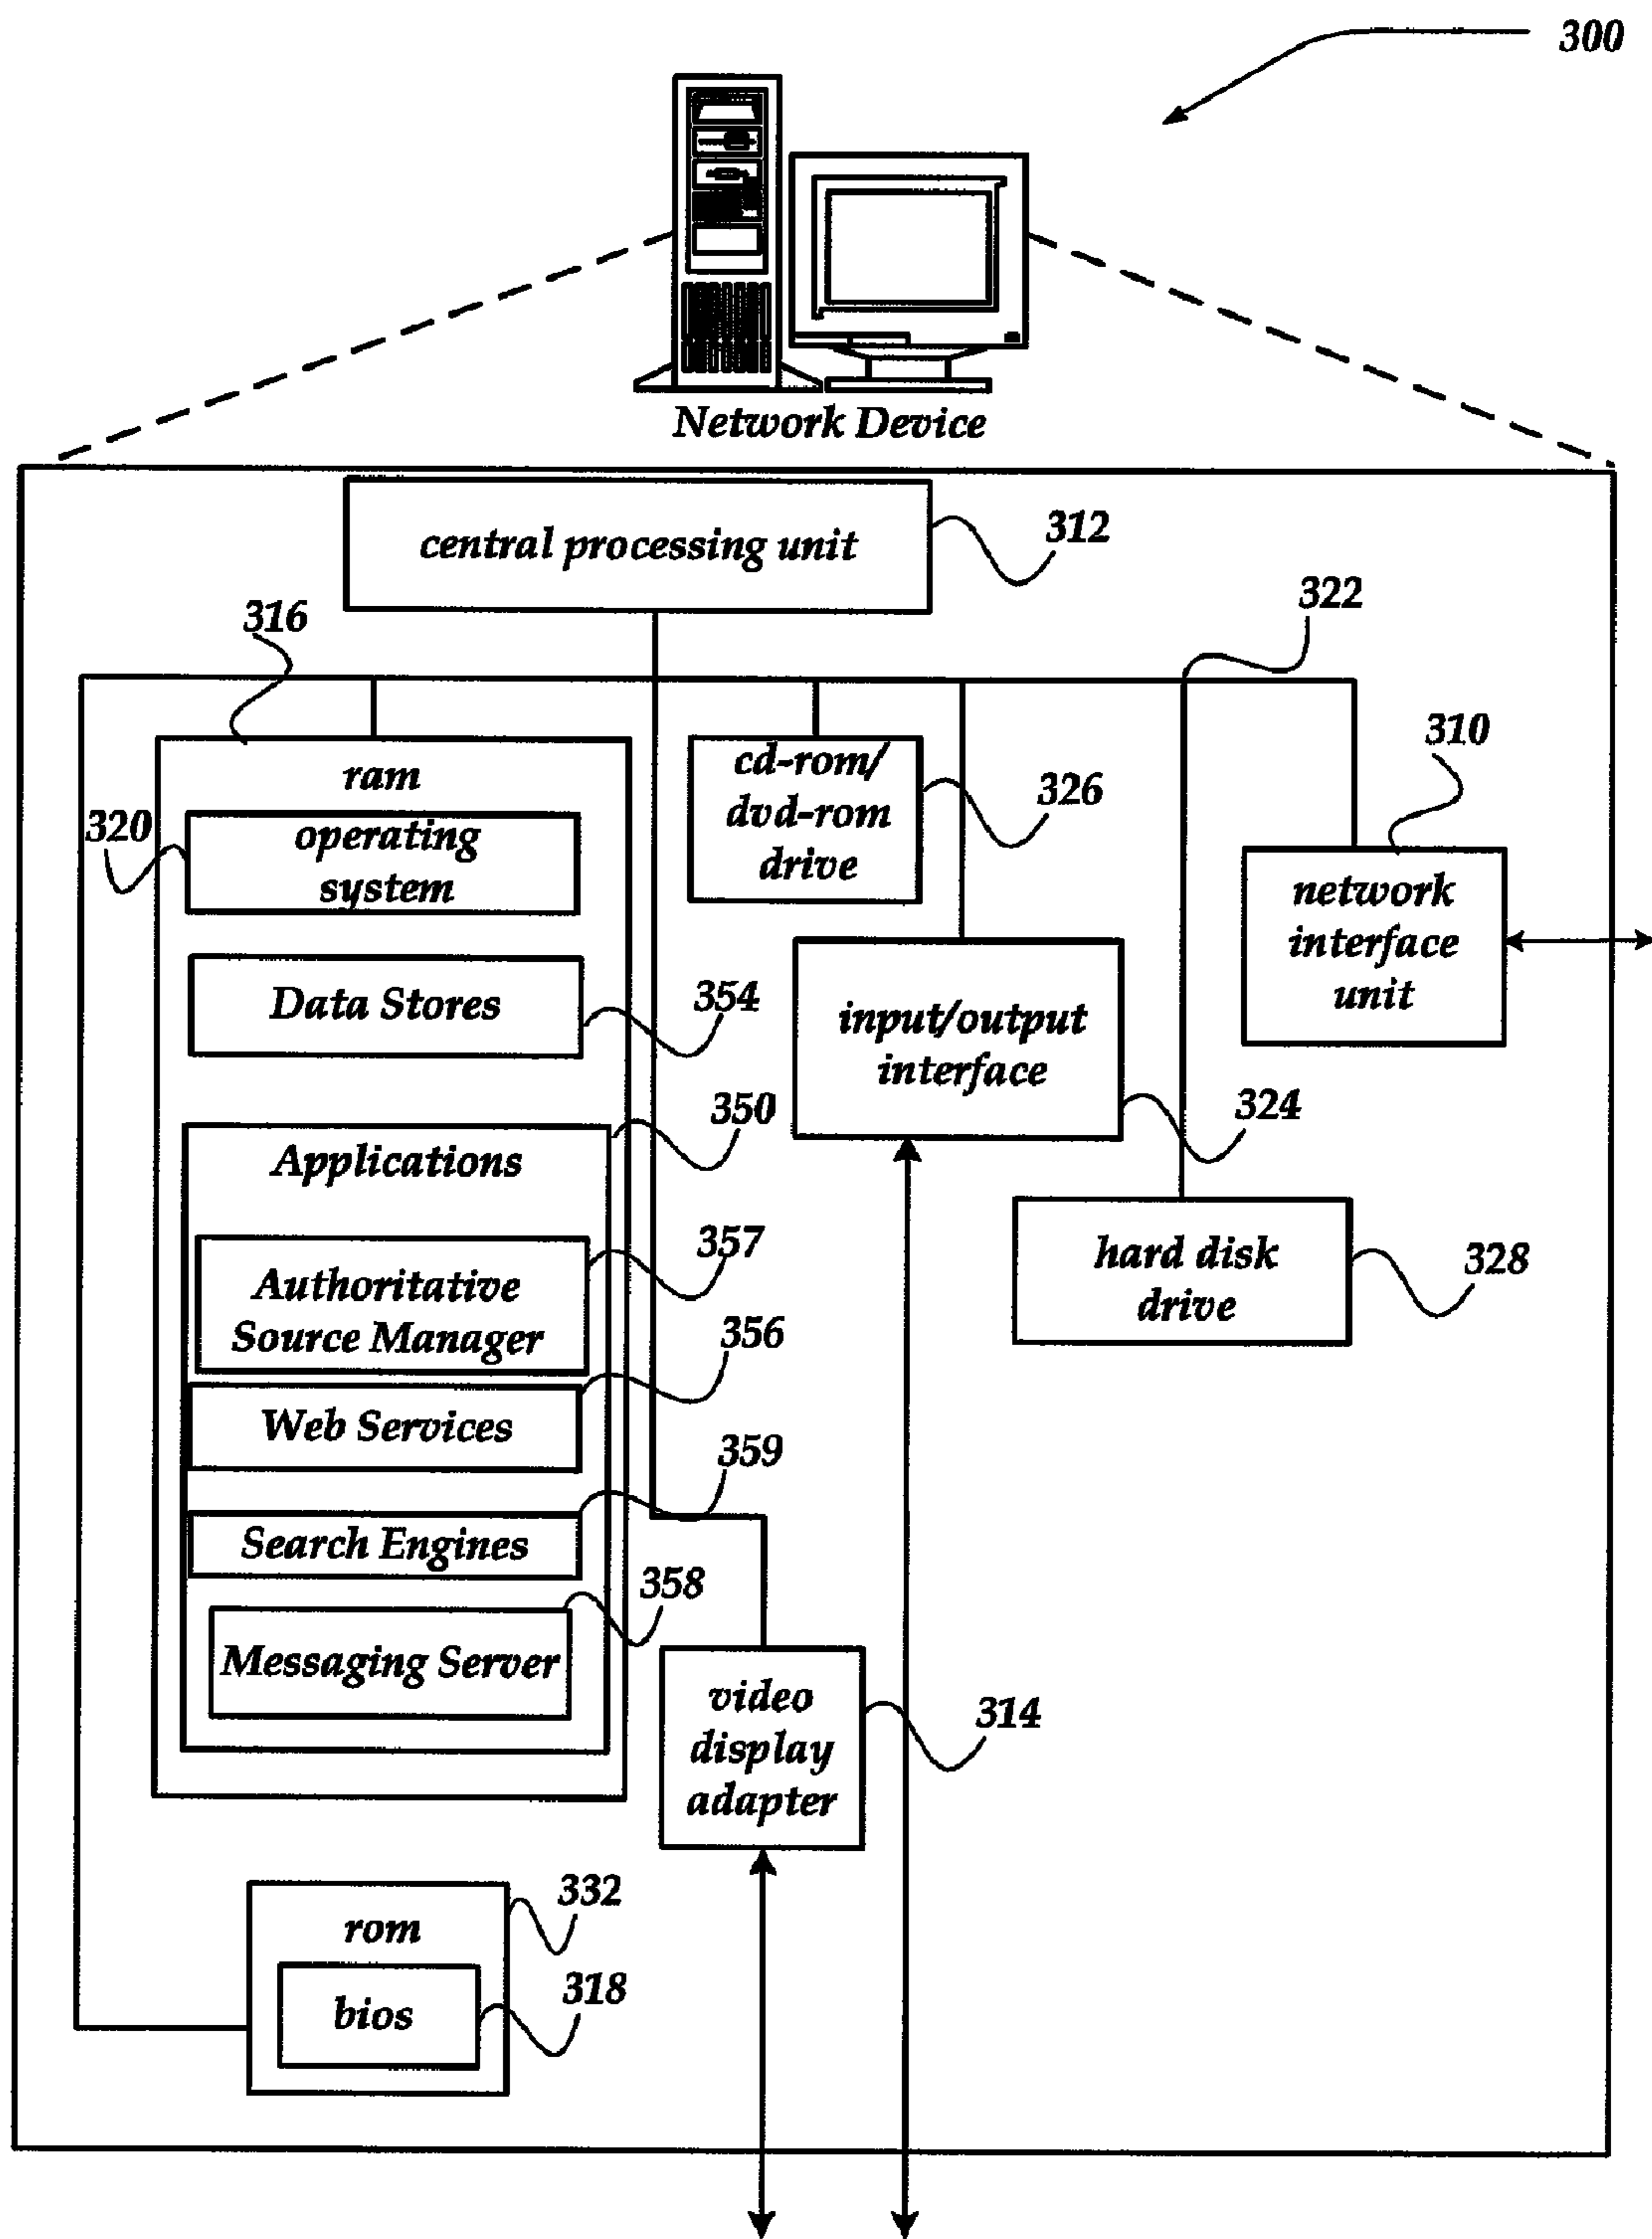 300
Network Device
central processing unit
312
322
316
310
ram
cd-rom/
dvd-rom
drive
326
320
operating
system
network
interface
unit
Data Stores
354
input/output
interface
324
350
Applications
357
Authoritative
Source Manager
hard disk
drive
328
356
Web Services
359
Search Engines
358
Messaging Server
video
display
adapter
314
332
rom
318
bios